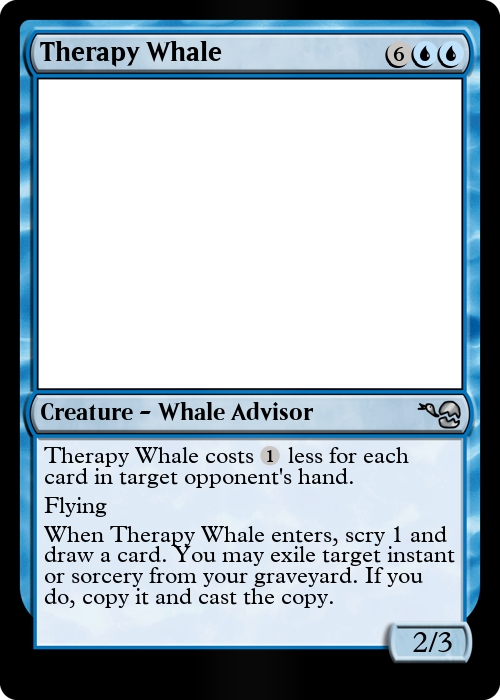 Therapy Whale 6
Creature – Whale Advisor
Therapy Whale costs 1 less for each
card in target opponent's hand.
Flying
When Therapy Whale enters, scry 1 and
draw a card. You may exile target instant
or sorcery from your graveyard. If you
do, copy it and cast the copy.
2/3